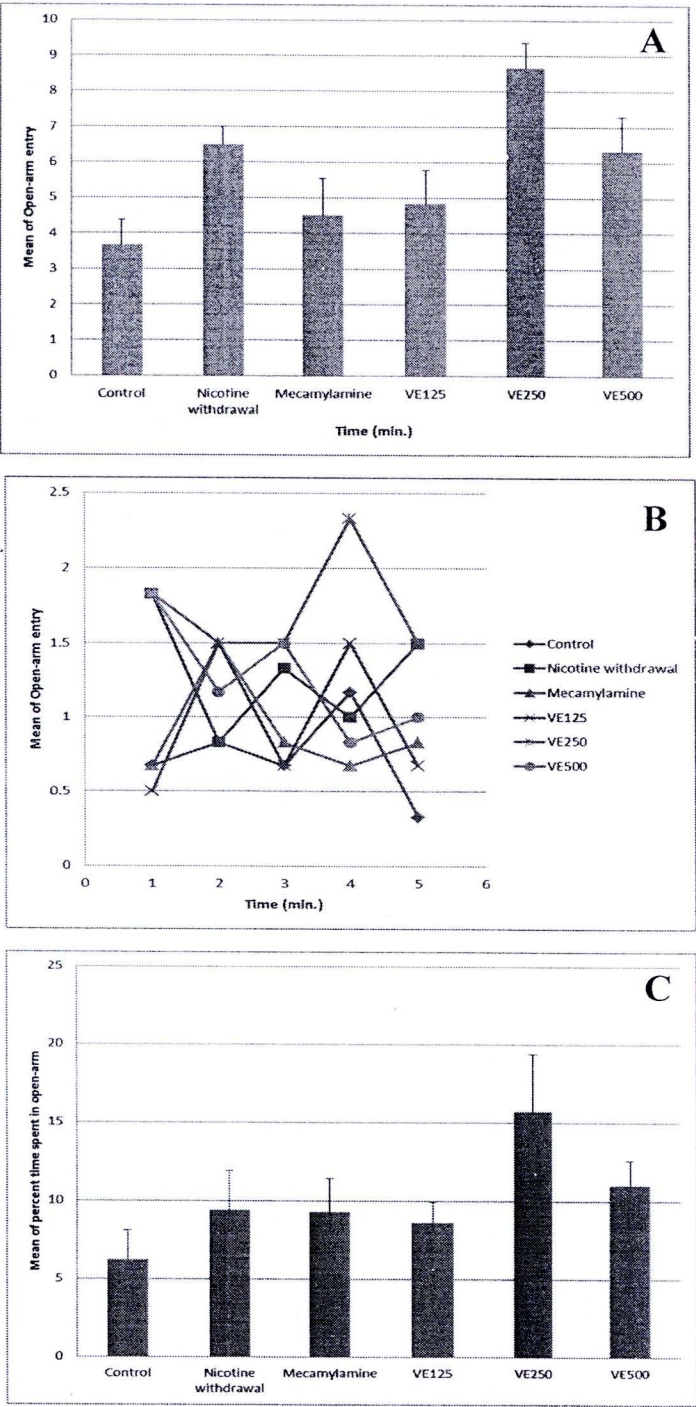 A
Mean of Open-arm entry
10
9
8
7
6
5
4
3
2
1
0
Control
Nicotine
withdrawal
Mecamylamine
VE125
VE250
VE500
Time (min.)
B
Mean of Open-arm entry
2.5
2
1.5
1
0.5
0
0
1
2
3
4
5
6
Time (min.)
Control
Nicotine withdrawal
Mecamylamine
VE125
VE250
VE500
C
Mean of percent time spent in open-arm
25
20
15
10
5
0
Control
Nicotine
withdrawal
Mecamylamine
VE125
VE250
VE500